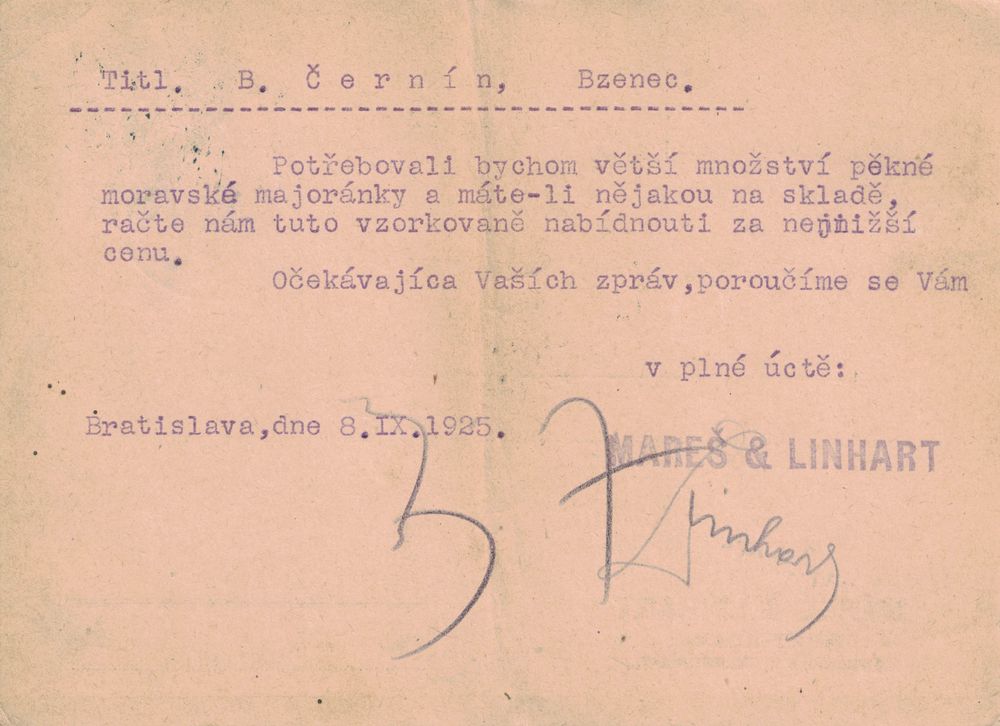 Titl. B. Černín, Bzenec.
Potřebovali bychom větší množství pěkné
moravské majoránky a máte-li nějakou na skladě,
račte nám tuto vzorkovaně nabídnouti za nejnižší
cenu.
Očekávajíca Vaších zpráv,poroučíme se Vám
v plné úctě:
Bratislava,dne 8.IX.1925.
MAREŠ & LINHART
Linhart